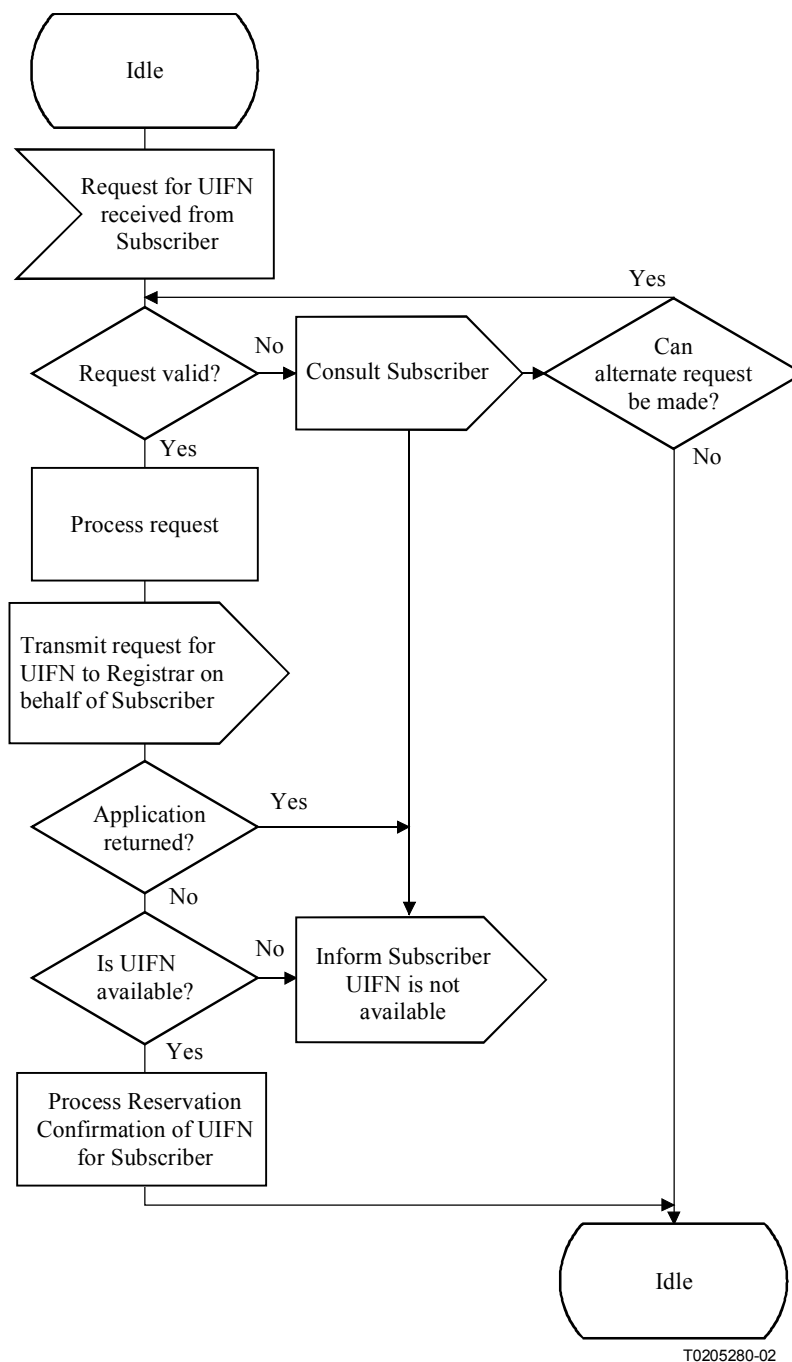 Idle
Request for UIFN
received from
Subscriber
Yes
Request valid?
No
Consult Subscriber
Can
alternate request
be made?
Yes
No
Process request
Transmit request for
UIFN to Registrar on
behalf of Subscriber
Application
returned?
Yes
No
Is UIFN
available?
No
Inform Subscriber
UIFN is not
available
Yes
Process Reservation
Confirmation of UIFN
for Subscriber
Idle
T0205280-02